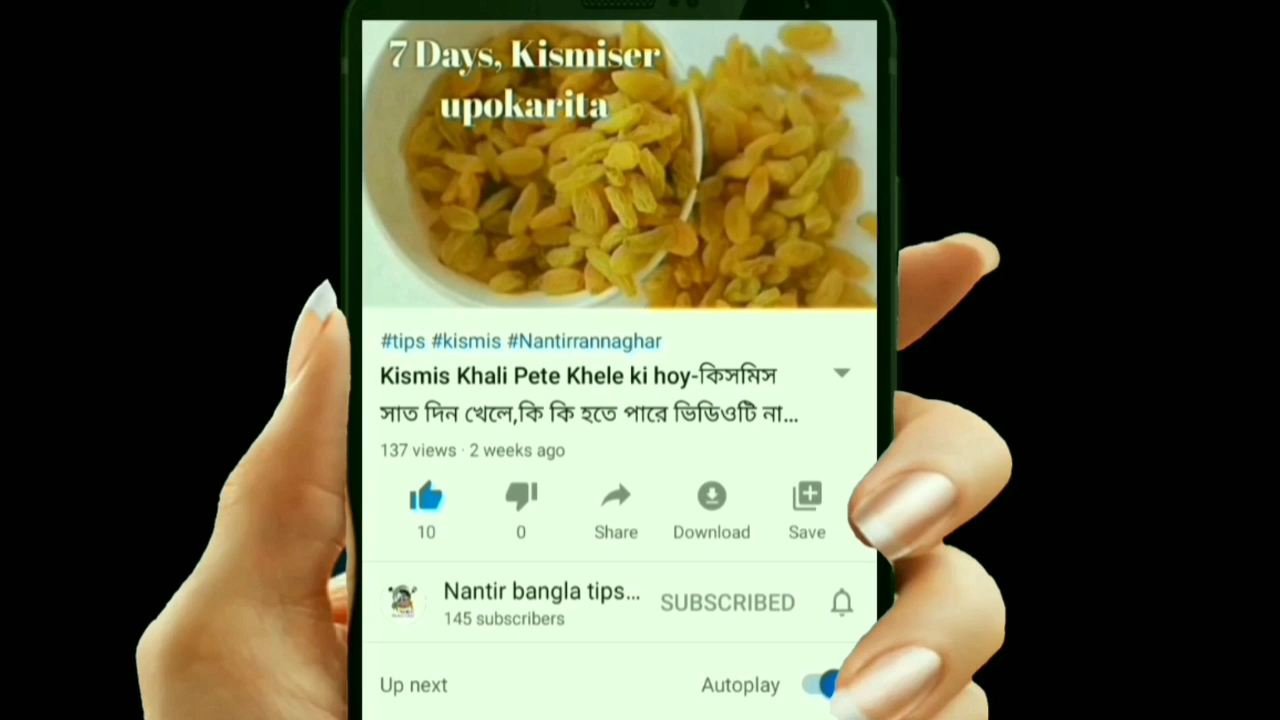 7 Days, Kismiser
upokarita
#tips #kismis #Nantirrannaghar
Kismis Khali Pete Khele ki hoy-কিসমিস
সাত দিন খেলে,কি কি হতে পারে ভিডিওটি না...
137 views · 2 weeks ago
10
0
Share
Download
Save
Nantir bangla tips...
145 subscribers
SUBSCRIBED
Up next
Autoplay